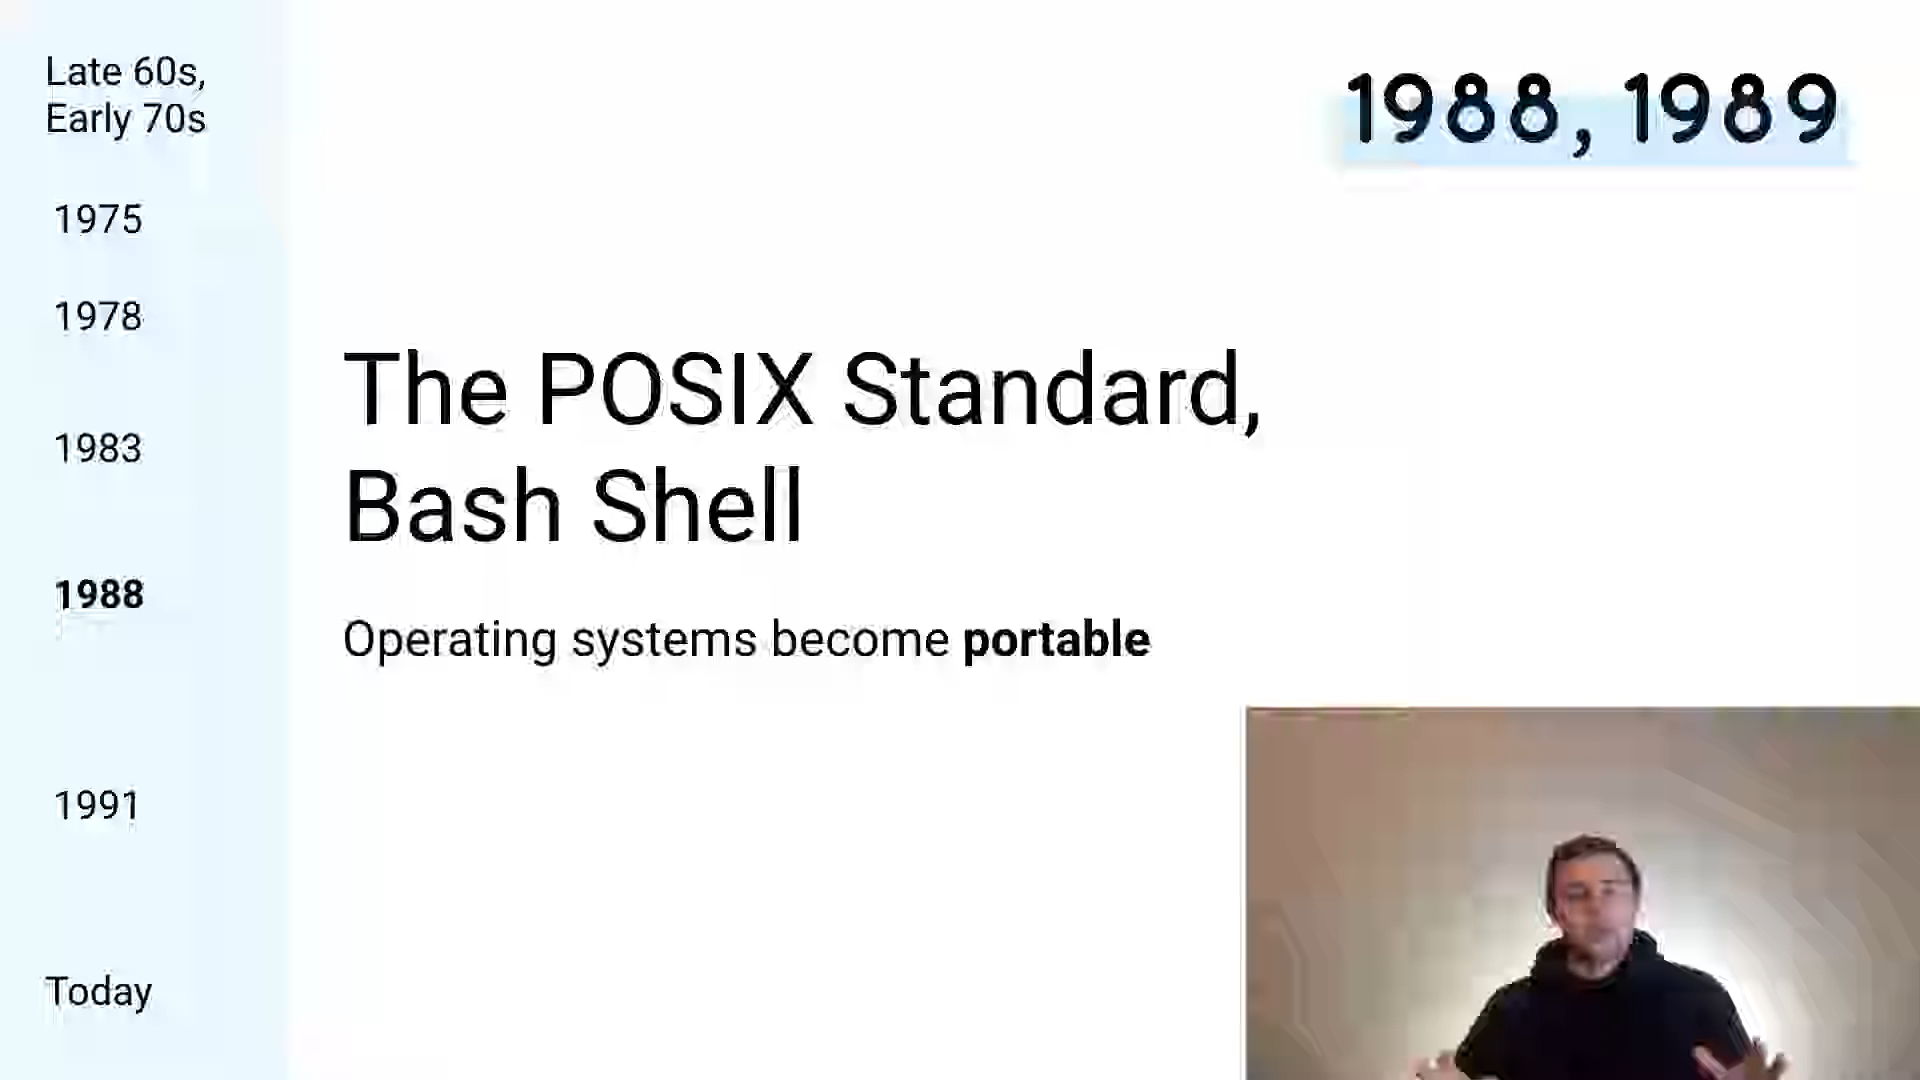 Late 60s,
Early 70s
1975
1978
1983
1988
1991
Today
1988, 1989
The POSIX Standard,
Bash Shell
Operating systems become portable